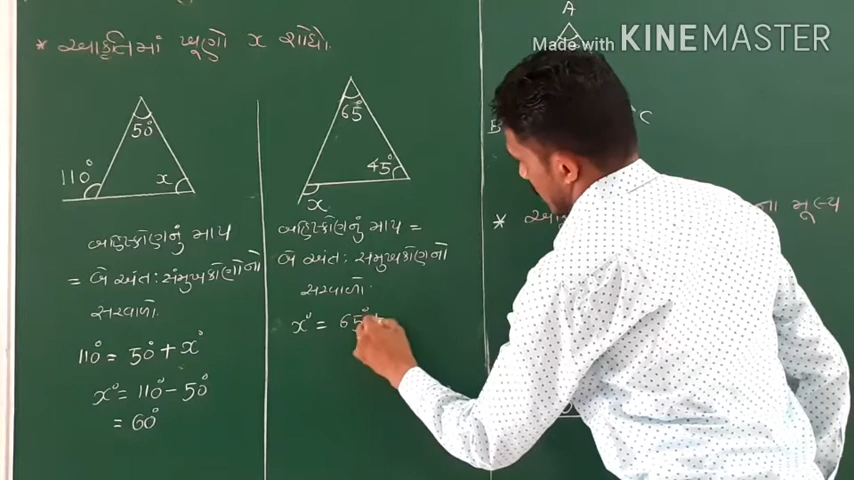 * આકૃતિમાં ખૂણો x શોધો.
50°
110°
x
બહિષ્કોણનું માપ
= બે અંતઃ સંમુખકોણોનો
સરવાળો.
110° = 50° + x°
x° = 110° - 50°
= 60°
65°
45°
x
બહિષ્કોણનું માપ =
બે અંતઃ સમુખકોણનો
સરવાળો.
x° = 65° +
A
Made with KINEMASTER
B
C
*
ના મૂલ્ય